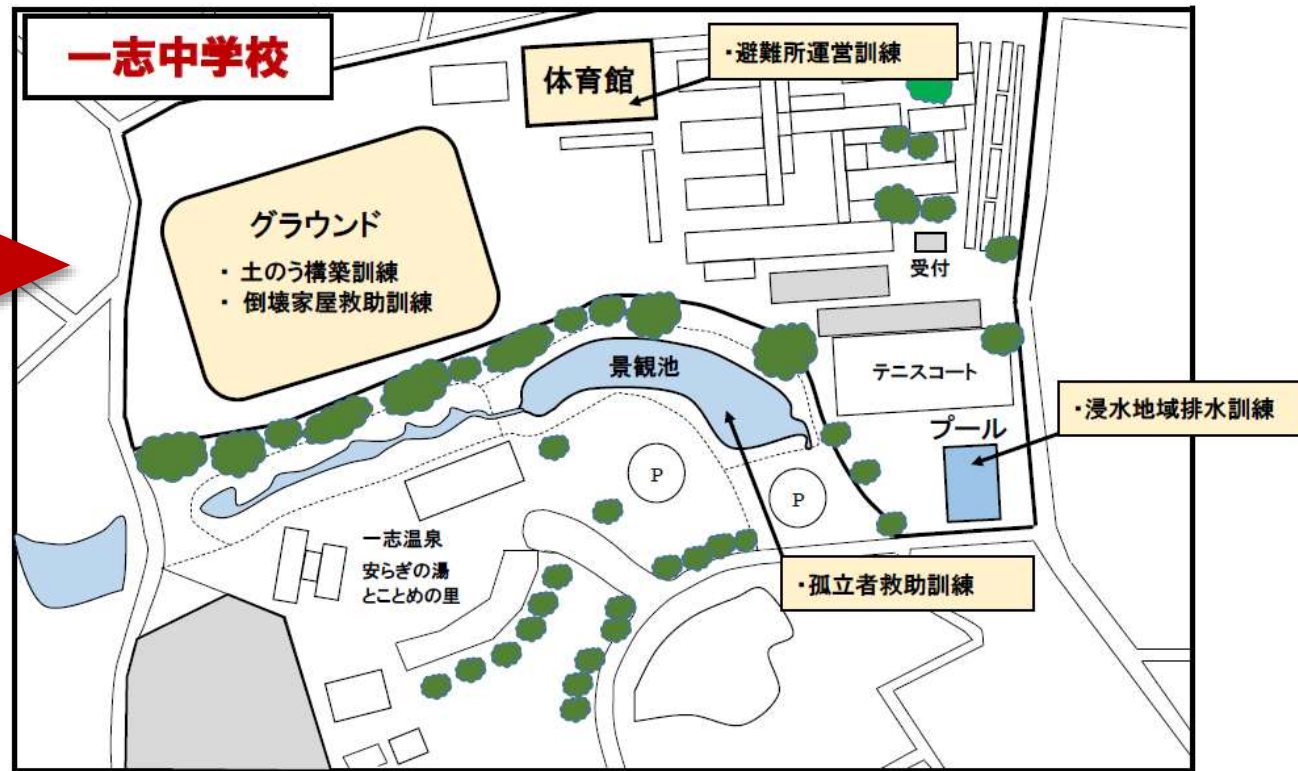 一志中学校
体育館
・避難所運営訓練
グラウンド
・ 土のう構築訓練
・ 倒壊家屋救助訓練
受付
景観池
テニスコート
・浸水地域排水訓練
プール
P
P
一志温泉
安らぎの湯
とことめの里
・孤立者救助訓練